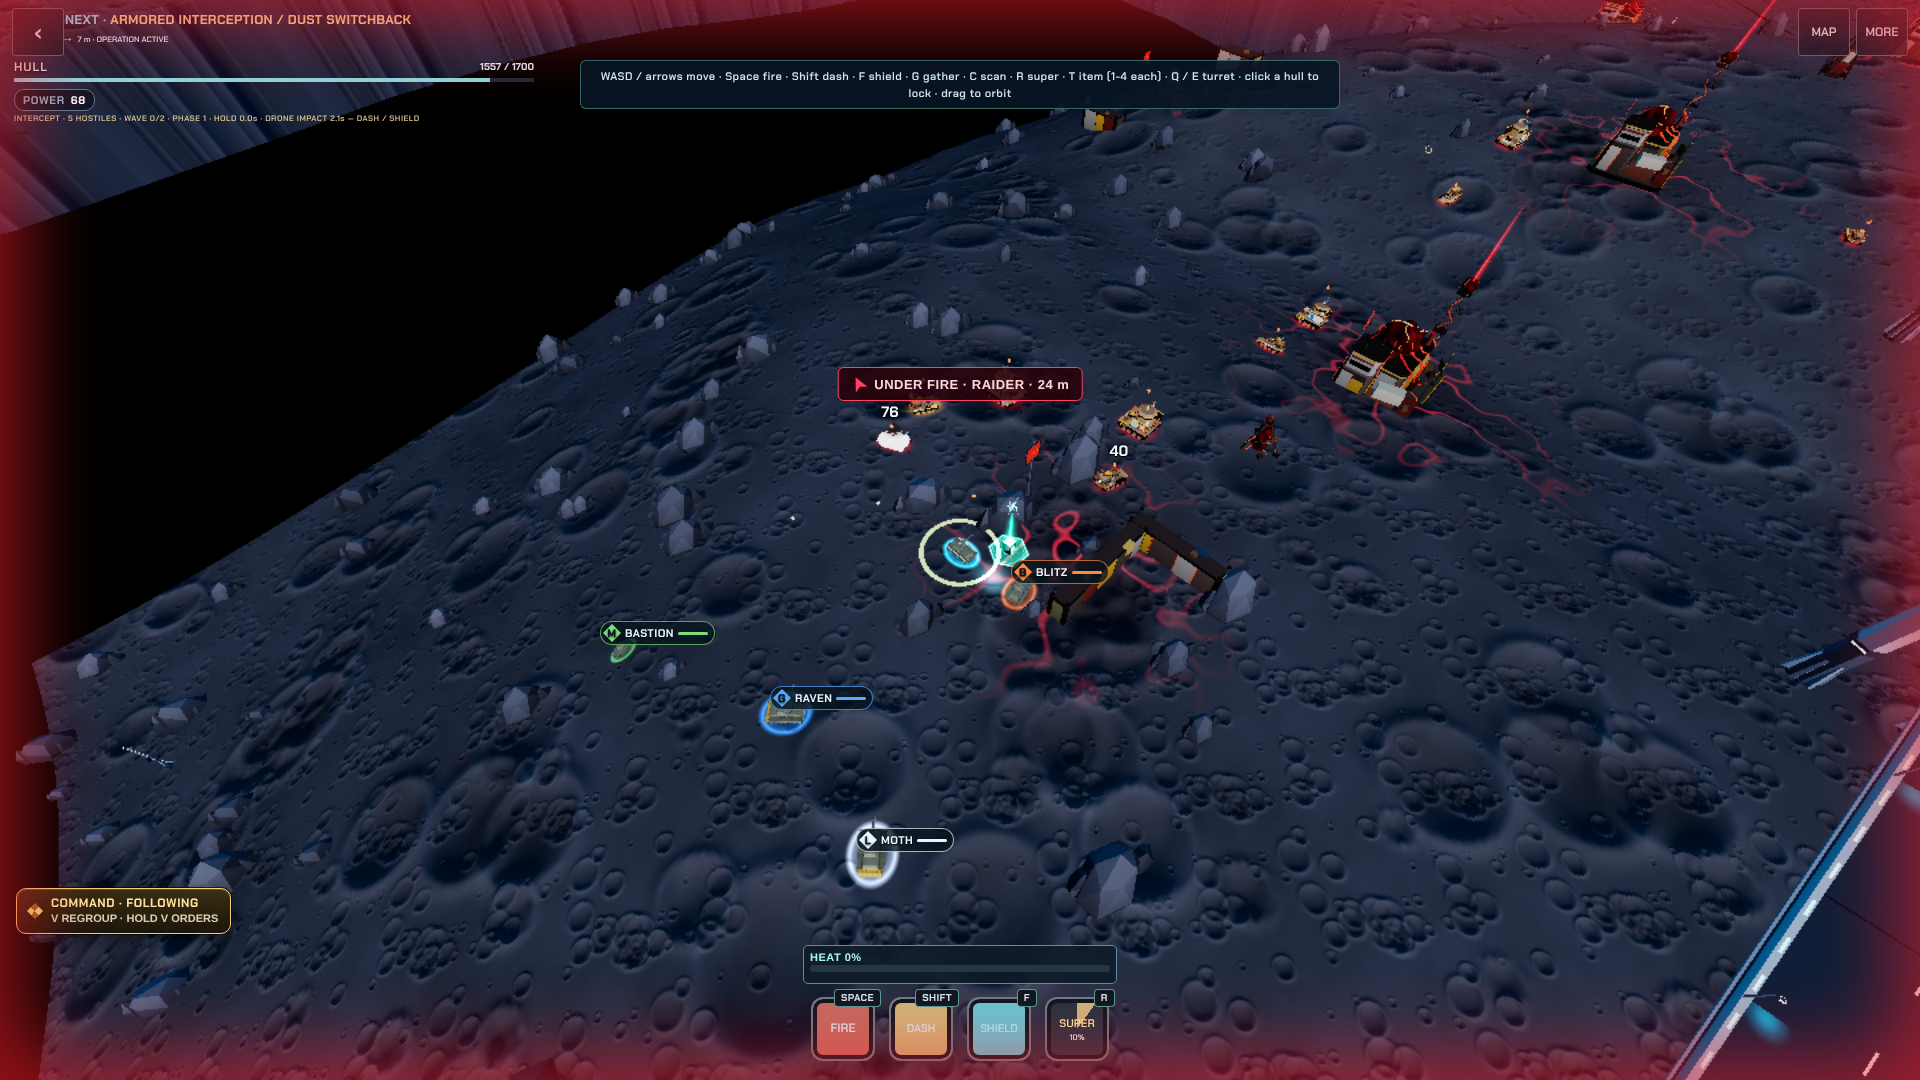 NEXT · ARMORED INTERCEPTION / DUST SWITCHBACK
→ 7 m · OPERATION ACTIVE
HULL 1557 / 1700
POWER 68
INTERCEPT · 5 HOSTILES · WAVE 0/2 · PHASE 1 · HOLD 0.0s · DRONE IMPACT 2.1s — DASH / SHIELD
WASD / arrows move · Space fire · Shift dash · F shield · G gather · C scan · R super · T item (1-4 each) · Q / E turret · click a hull to
lock · drag to orbit
MAP
MORE
UNDER FIRE · RAIDER · 24 m
76
40
B BLITZ
M BASTION
RAVEN
L MOTH
COMMAND · FOLLOWING
V REGROUP · HOLD V ORDERS
HEAT 0%
SPACE
FIRE
SHIFT
DASH
F
SHIELD
R
SUPER
10%